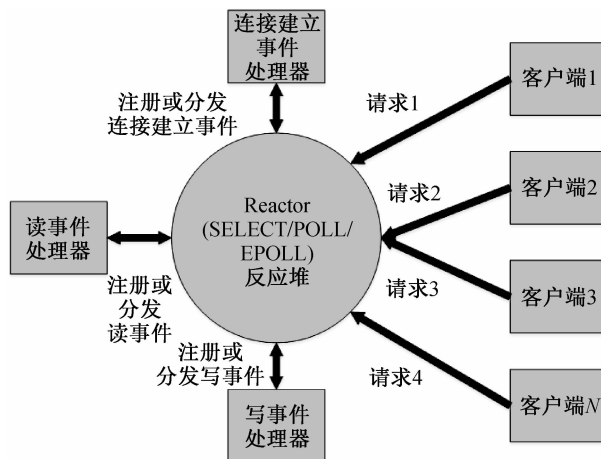 连接建立
事件
处理器
注册或分发
连接建立事件
请求1
客户端1
Reactor
(SELECT/POLL/
EPOLL)
反应堆
请求2
客户端2
读事件
处理器
注册或
分发
读事件
请求3
客户端3
注册或
分发写事件
请求4
客户端N
写事件
处理器